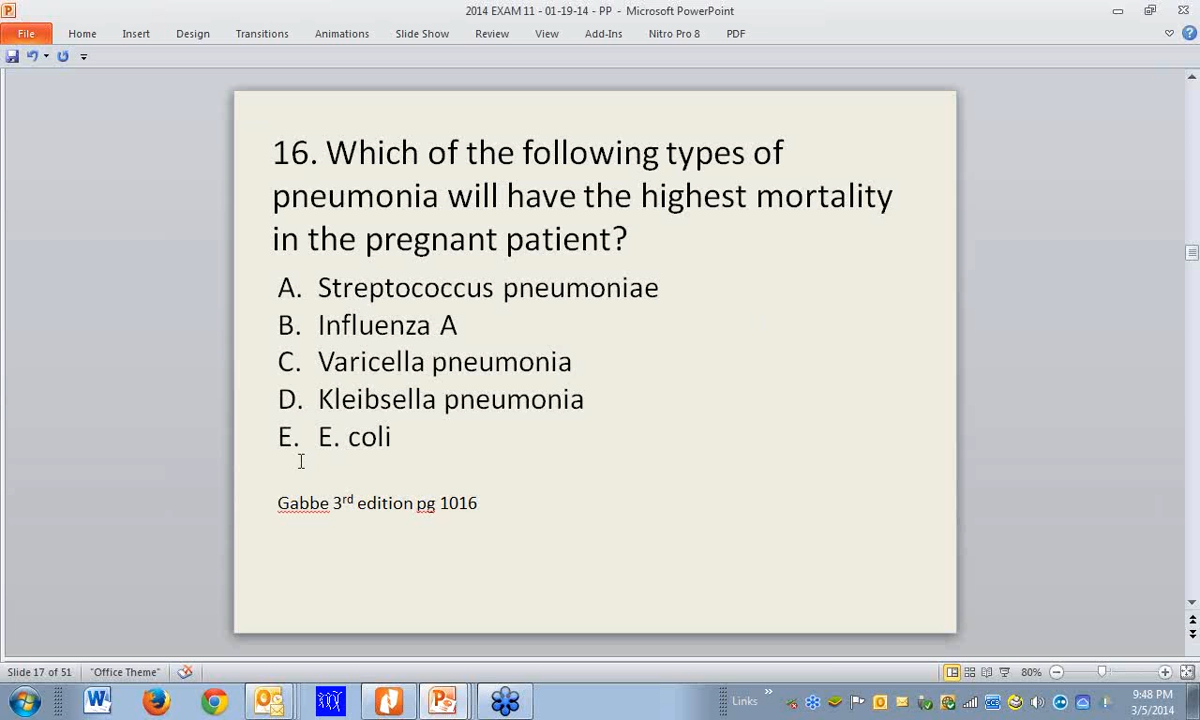 2014 EXAM 11 - 01-19-14 - PP - Microsoft PowerPoint
File Home Insert Design Transitions Animations Slide Show Review View Add-Ins Nitro Pro 8 PDF
16. Which of the following types of
pneumonia will have the highest mortality
in the pregnant patient?
A. Streptococcus pneumoniae
B. Influenza A
C. Varicella pneumonia
D. Kleibsella pneumonia
E. E. coli
Gabbe 3rd edition pg 1016
Slide 17 of 51 "Office Theme" 80%
Links
9:48 PM
3/5/2014